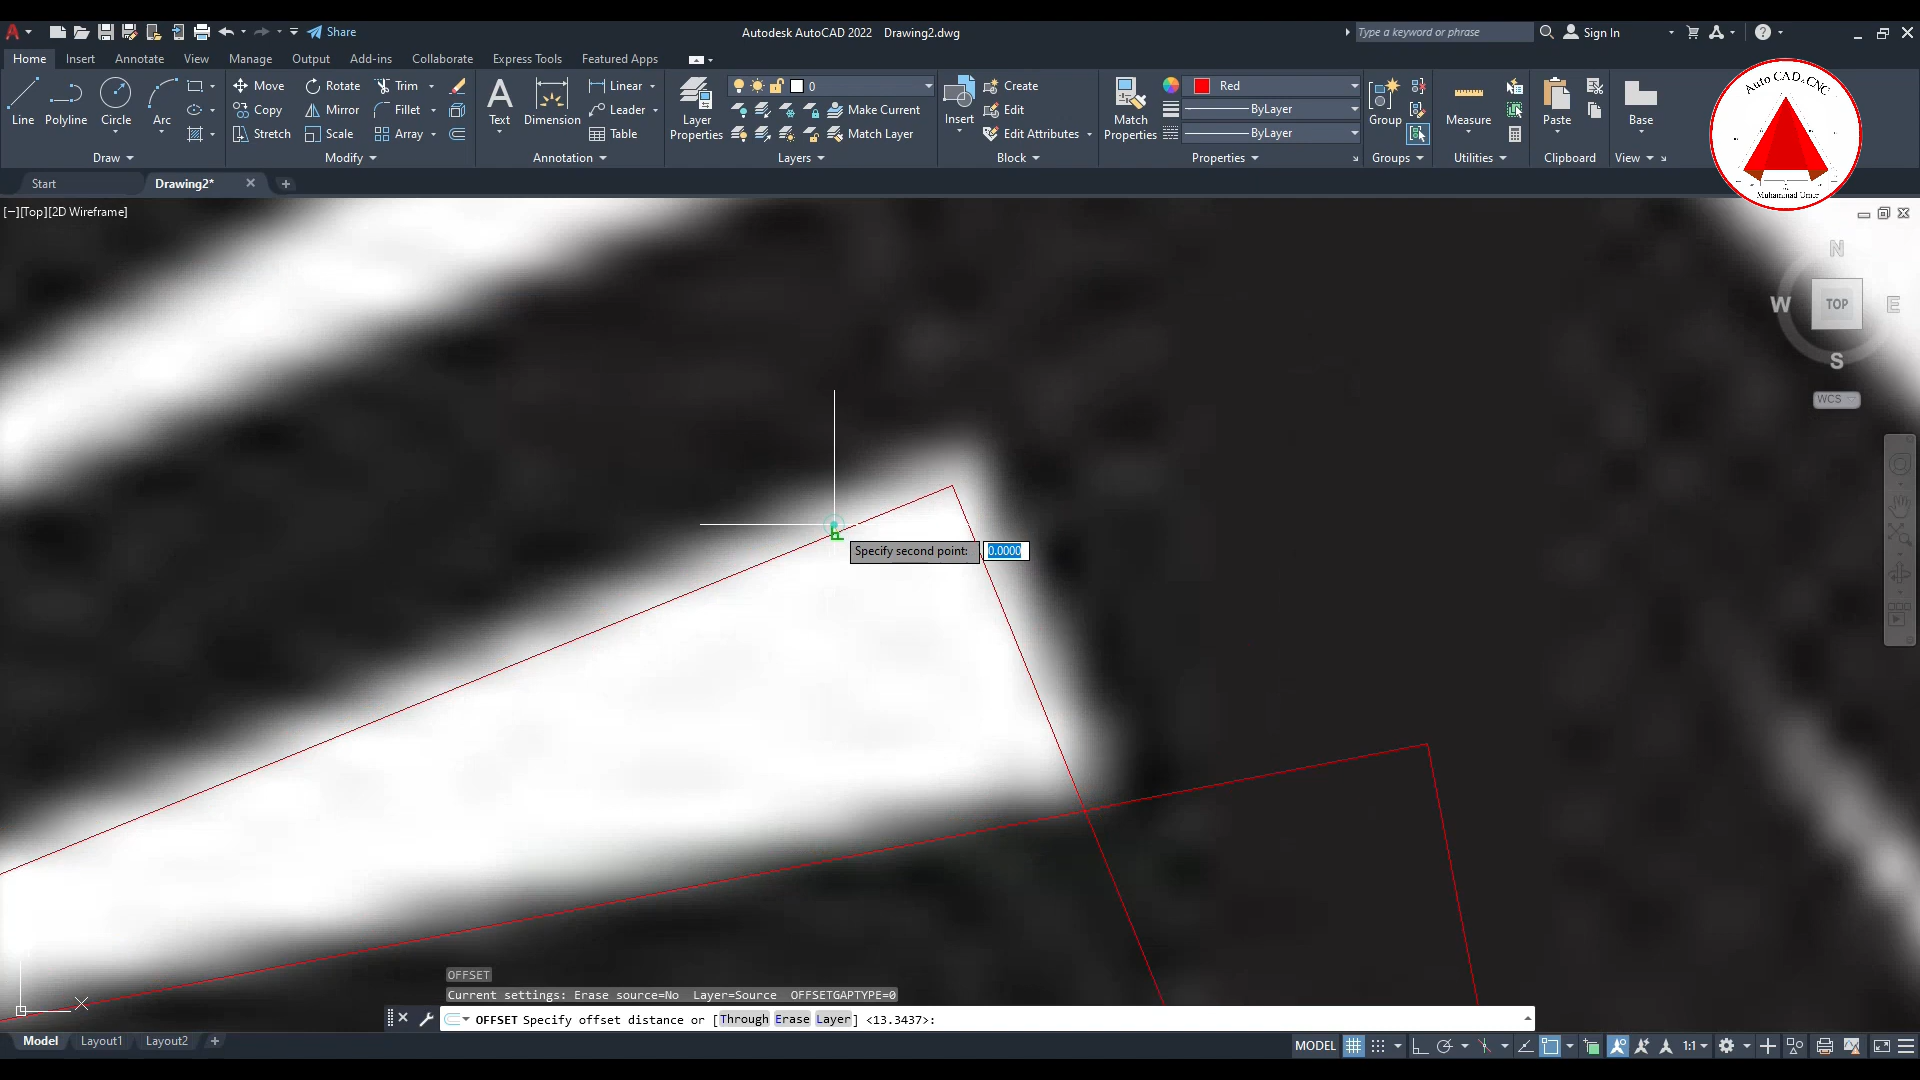 Share
Autodesk AutoCAD 2022 Drawing2.dwg
Type a keyword or phrase
Sign In
Home Insert Annotate View Manage Output Add-ins Collaborate Express Tools Featured Apps
Line Polyline Circle Arc
Move Rotate Trim
Copy Mirror Fillet
Stretch Scale Array
Text Dimension
Linear
Leader
Table
Layer Properties
0
Make Current
Match Layer
Insert
Create
Edit
Edit Attributes
Match Properties
Red
ByLayer
ByLayer
Group
Measure
Paste
Base
Draw Modify Annotation Layers Block Properties Groups Utilities Clipboard View
Auto CAD & CNC
Muhammad Umer
Start Drawing2*
[−][Top][2D Wireframe]
N
W TOP E
S
WCS
Specify second point: 0.0000
OFFSET
Current settings: Erase source=No Layer=Source OFFSETGAPTYPE=0
OFFSET Specify offset distance or [Through Erase Layer] <13.3437>:
Model Layout1 Layout2
MODEL
1:1